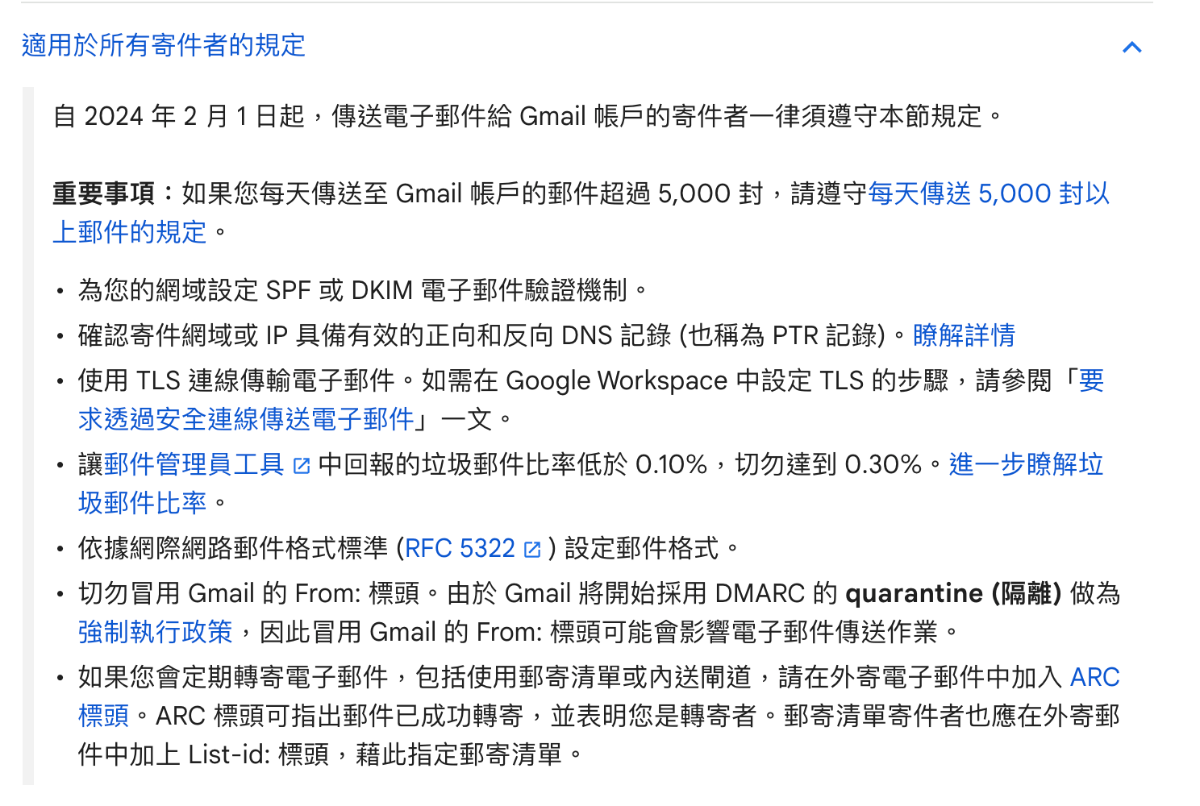 適用於所有寄件者的規定
自 2024 年 2 月 1 日起，傳送電子郵件給 Gmail 帳戶的寄件者一律須遵守本節規定。
重要事項：如果您每天傳送至 Gmail 帳戶的郵件超過 5,000 封，請遵守每天傳送 5,000 封以
上郵件的規定。
• 為您的網域設定 SPF 或 DKIM 電子郵件驗證機制。
• 確認寄件網域或 IP 具備有效的正向和反向 DNS 記錄 (也稱為 PTR 記錄)。瞭解詳情
• 使用 TLS 連線傳輸電子郵件。如需在 Google Workspace 中設定 TLS 的步驟，請參閱「要
求透過安全連線傳送電子郵件」一文。
• 讓郵件管理員工具 中回報的垃圾郵件比率低於 0.10%，切勿達到 0.30%。進一步瞭解垃
圾郵件比率。
• 依據網際網路郵件格式標準 (RFC 5322 ) 設定郵件格式。
• 切勿冒用 Gmail 的 From: 標頭。由於 Gmail 將開始採用 DMARC 的 quarantine (隔離) 做為
強制執行政策，因此冒用 Gmail 的 From: 標頭可能會影響電子郵件傳送作業。
• 如果您會定期轉寄電子郵件，包括使用郵寄清單或內送閘道，請在外寄電子郵件中加入 ARC
標頭。ARC 標頭可指出郵件已成功轉寄，並表明您是轉寄者。郵寄清單寄件者也應在外寄郵
件中加上 List-id: 標頭，藉此指定郵寄清單。